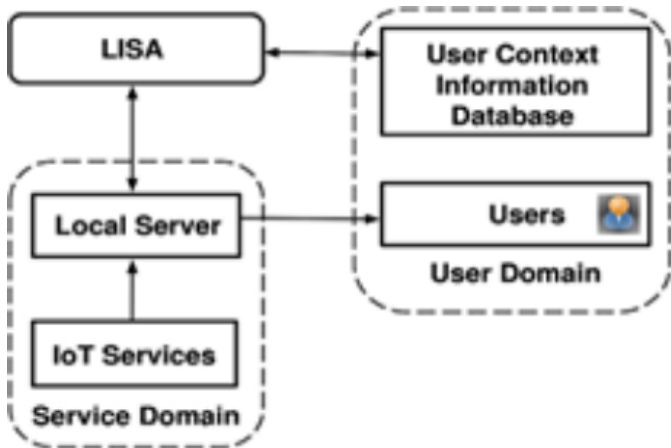 LISA
User Context
Information
Database
Local Server
Users
User Domain
IoT Services
Service Domain